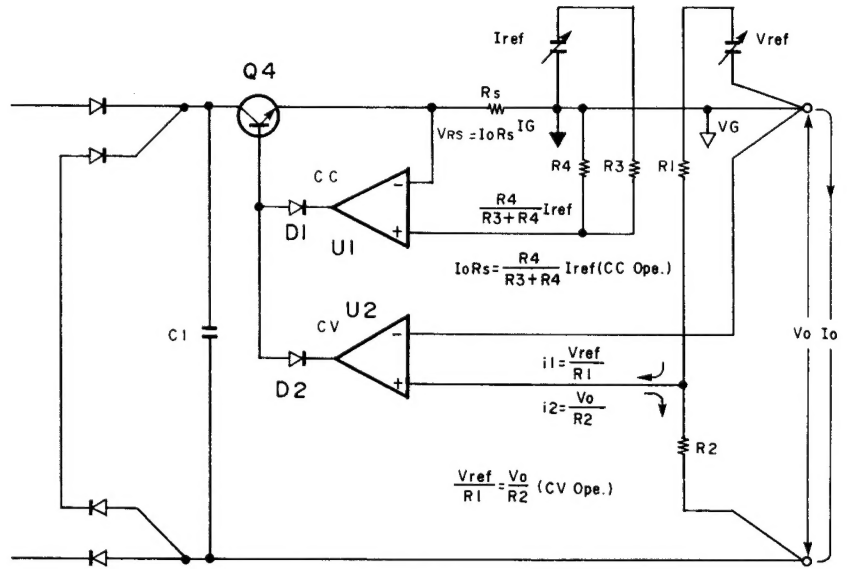 Iref
Vref
Q4
Rs
IG
VG
VRS=IoRs
R4
R3
R1
CC
R4/(R3+R4) Iref
D1
U1
IoRs= R4/(R3+R4) Iref (CC Ope.)
U2
C1
CV
Vo
Io
D2
i1= Vref/R1
i2= Vo/R2
R2
Vref/R1 = Vo/R2 (CV Ope.)